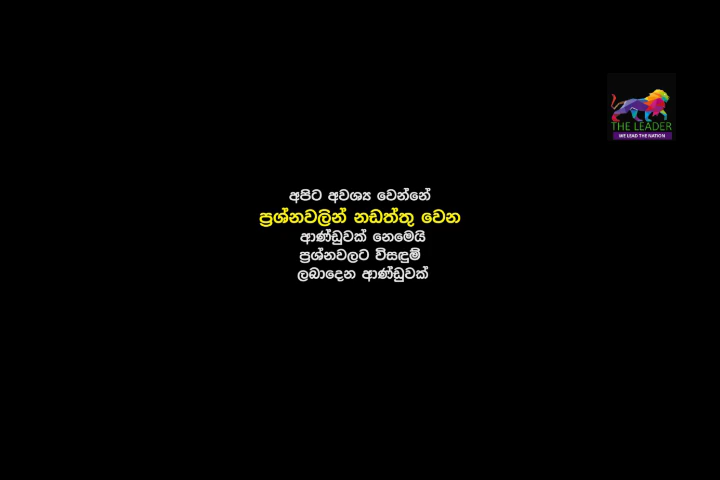 THE LEADER
WE LEAD THE NATION
අපිට අවශ්‍ය වෙන්නේ
ප්‍රශ්නවලින් නඩත්තු වෙන
ආණ්ඩුවක් නෙමෙයි
ප්‍රශ්නවලට විසඳුම්
ලබාදෙන ආණ්ඩුවක්